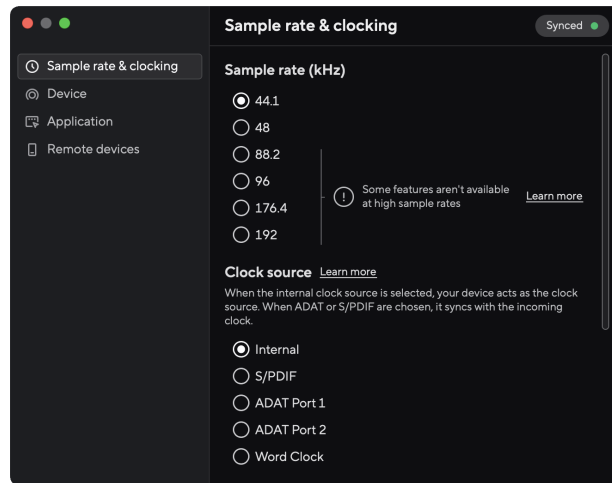 Sample rate & clocking
Device
Application
Remote devices
Sample rate & clocking
Synced
Sample rate (kHz)
44.1
48
88.2
96
176.4
192
Some features aren't available
at high sample rates
Learn more
Clock source Learn more
When the internal clock source is selected, your device acts as the clock
source. When ADAT or S/PDIF are chosen, it syncs with the incoming
clock.
Internal
S/PDIF
ADAT Port 1
ADAT Port 2
Word Clock